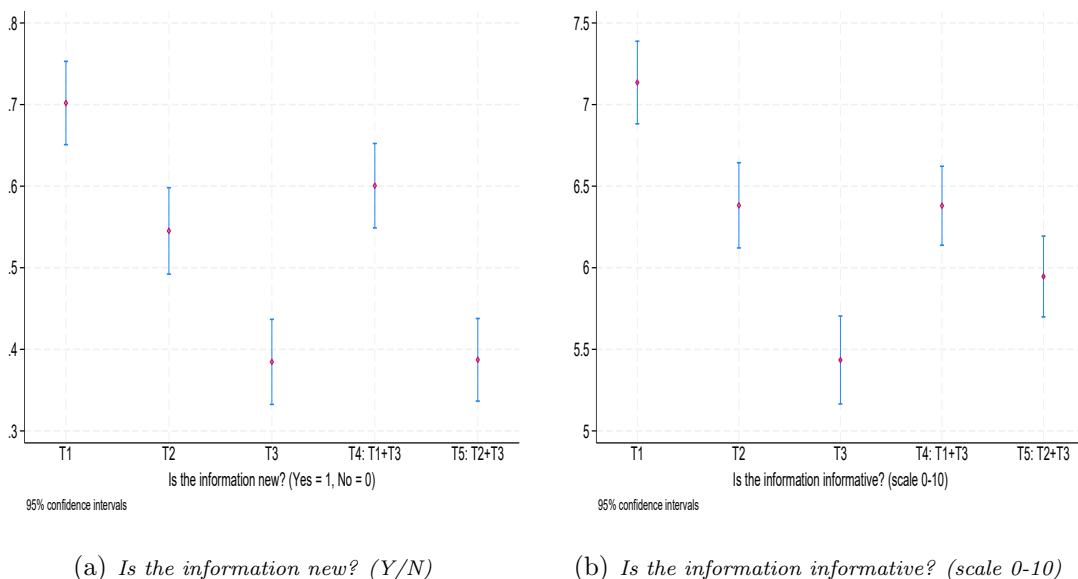 .8
.7
.6
.5
.4
.3
T1 T2 T3 T4: T1+T3 T5: T2+T3
Is the information new? (Yes = 1, No = 0)
95% confidence intervals
(a) Is the information new? (Y/N)
7.5
7
6.5
6
5.5
5
T1 T2 T3 T4: T1+T3 T5: T2+T3
Is the information informative? (scale 0-10)
95% confidence intervals
(b) Is the information informative? (scale 0-10)